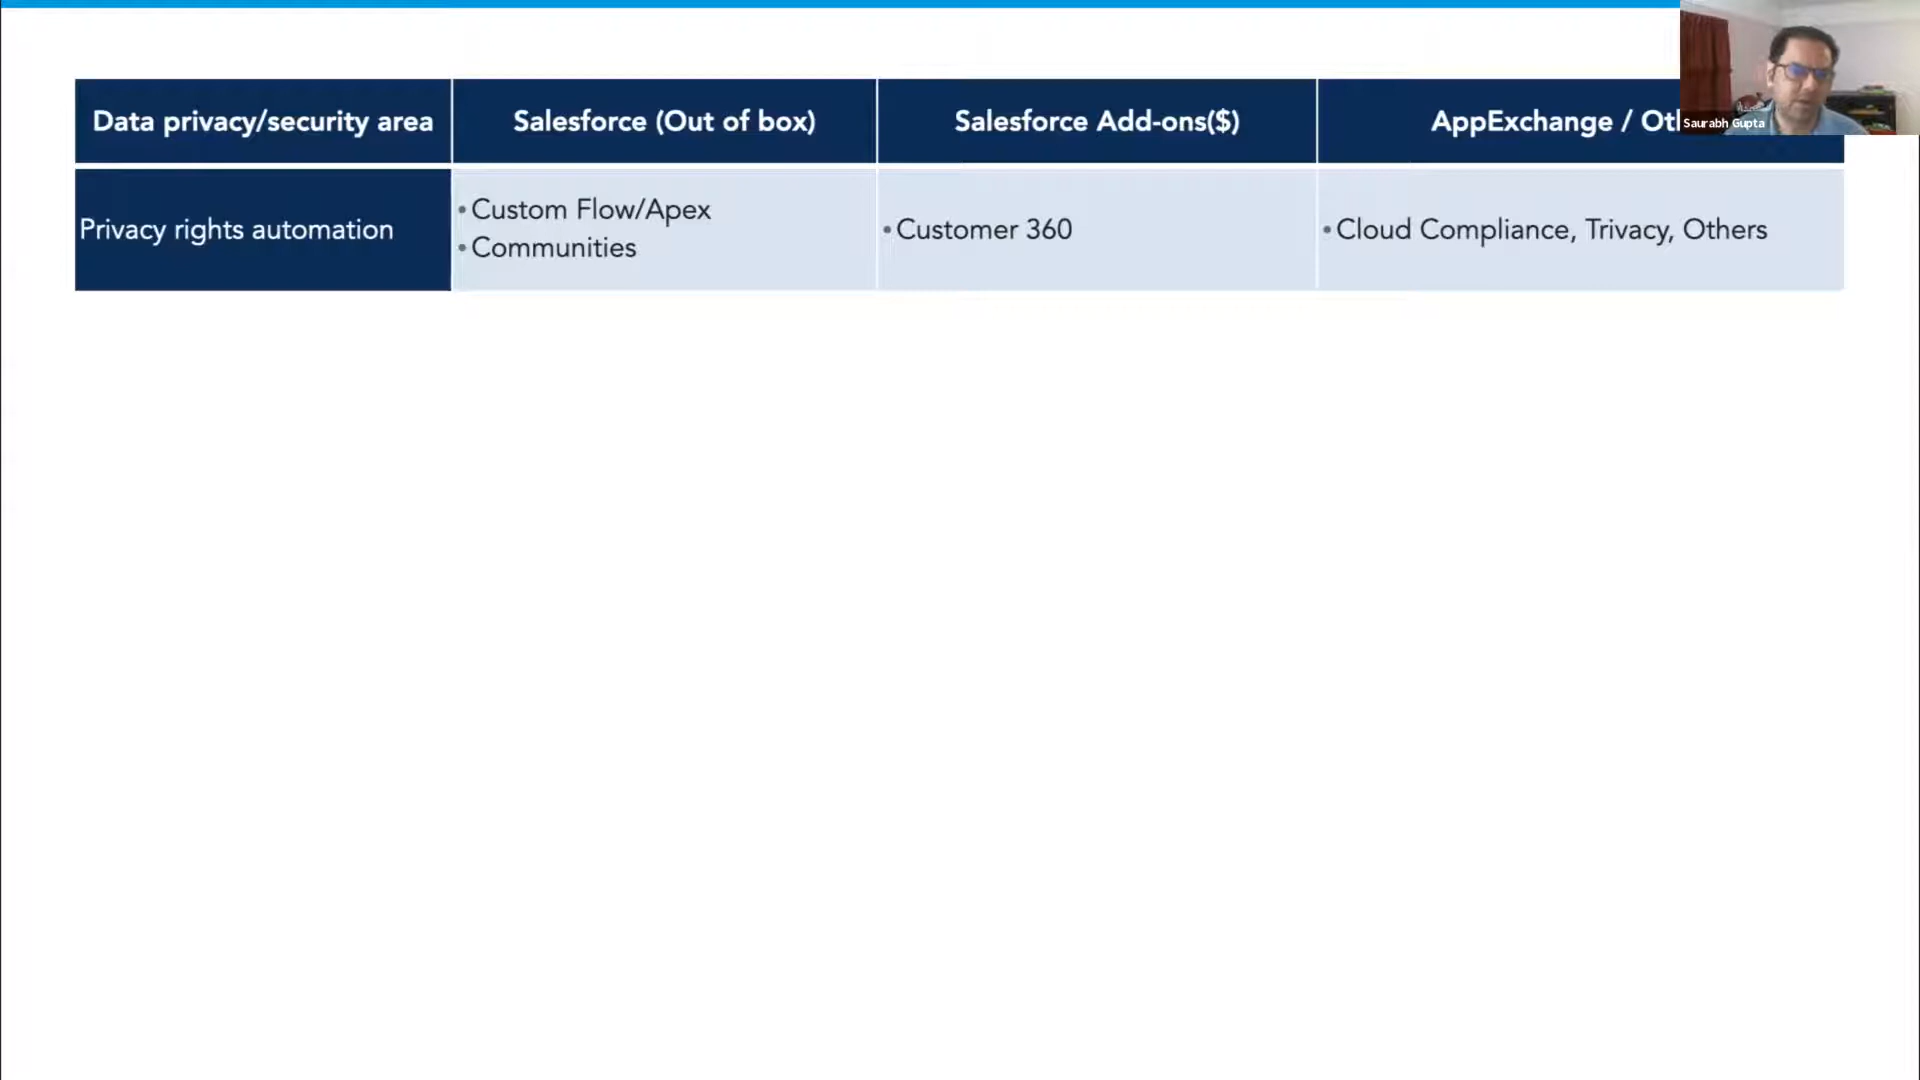 Data privacy/security area
Salesforce (Out of box)
Salesforce Add-ons($)
AppExchange /
Saurabh Gupta
Privacy rights automation
•Custom Flow/Apex
•Communities
•Customer 360
•Cloud Compliance, Trivacy, Others